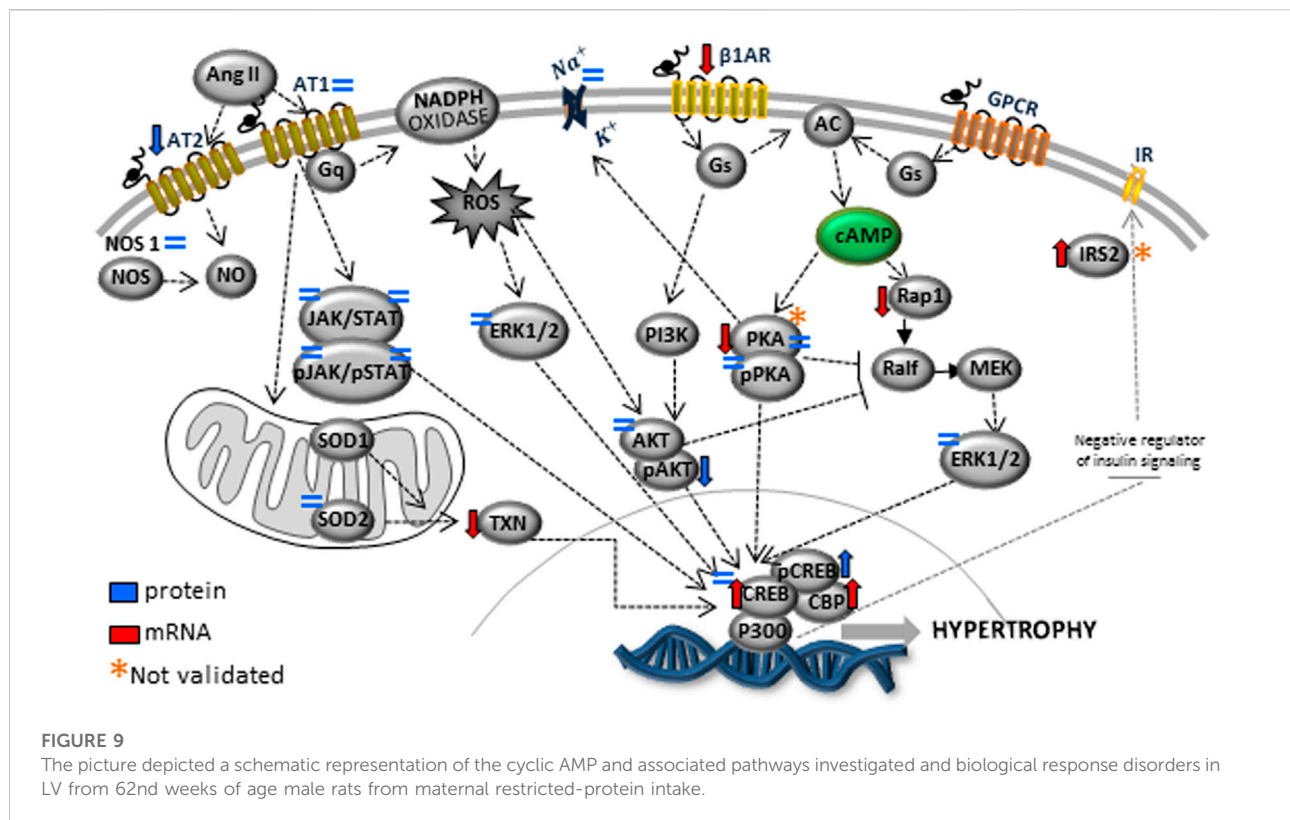 Ang II
AT1 =
AT2
NADPH
OXIDASE
Na+ =
K+
β1AR
GPCR
AC
Gq
Gs
Gs
IR
ROS
cAMP
IRS2 *
NOS 1 =
NOS
NO
Rap1
JAK/STAT
pJAK/pSTAT
ERK1/2
PI3K
PKA *
pPKA
Ralf
MEK
SOD1
AKT
pAKT
Negative regulator
of insulin signaling
ERK1/2
SOD2
TXN
pCREB
CREB
CBP
P300
HYPERTROPHY
protein
mRNA
*Not validated
FIGURE 9
The picture depicted a schematic representation of the cyclic AMP and associated pathways investigated and biological response disorders in
LV from 62nd weeks of age male rats from maternal restricted-protein intake.